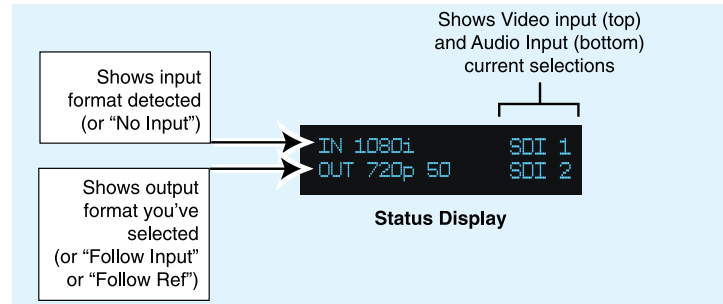 Shows Video input (top)
and Audio Input (bottom)
current selections
Shows input
format detected
(or “No Input”)
IN 1080i SDI 1
OUT 720p 50 SDI 2
Shows output
format you’ve
selected
(or “Follow Input”
or “Follow Ref”)
Status Display